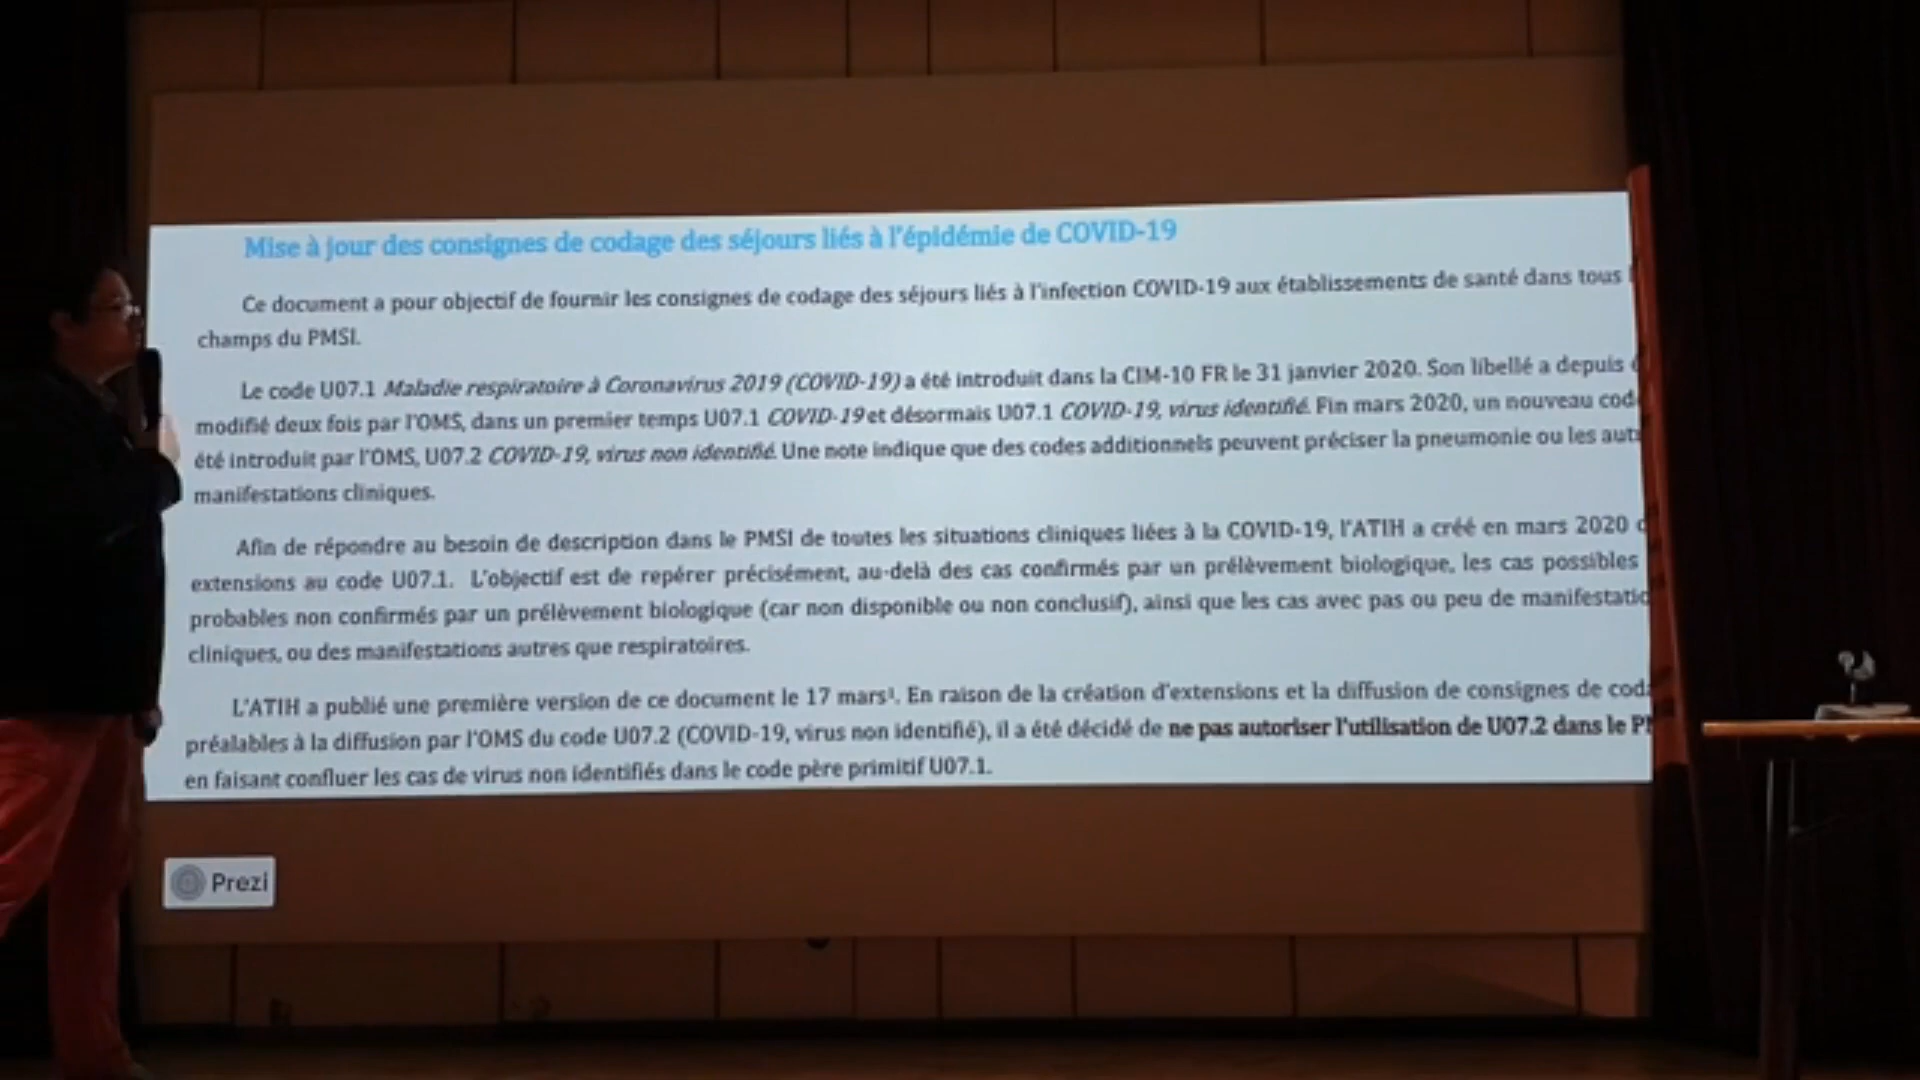 Mise à jour des consignes de codage des séjours liés à l'épidémie de COVID-19
Ce document a pour objectif de fournir les consignes de codage des séjours liés à l'infection COVID-19 aux établissements de santé dans tous
champs du PMSI.
Le code U07.1 Maladie respiratoire à Coronavirus 2019 (COVID-19) a été introduit dans la CIM-10 FR le 31 janvier 2020. Son libellé a depuis
modifié deux fois par l'OMS, dans un premier temps U07.1 COVID-19 et désormais U07.1 COVID-19, virus identifié. Fin mars 2020, un nouveau cod
été introduit par l'OMS, U07.2 COVID-19, virus non identifié. Une note indique que des codes additionnels peuvent préciser la pneumonie ou les aut
manifestations cliniques.
Afin de répondre au besoin de description dans le PMSI de toutes les situations cliniques liées à la COVID-19, l'ATIH a créé en mars 2020
extensions au code U07.1. L'objectif est de repérer précisément, au-delà des cas confirmés par un prélèvement biologique, les cas possibles
probables non confirmés par un prélèvement biologique (car non disponible ou non conclusif), ainsi que les cas avec pas ou peu de manifestatio
cliniques, ou des manifestations autres que respiratoires.
L'ATIH a publié une première version de ce document le 17 mars¹. En raison de la création d'extensions et la diffusion de consignes de cod
préalables à la diffusion par l'OMS du code U07.2 (COVID-19, virus non identifié), il a été décidé de ne pas autoriser l'utilisation de U07.2 dans le
en faisant confluer les cas de virus non identifiés dans le code père primitif U07.1.
Prezi